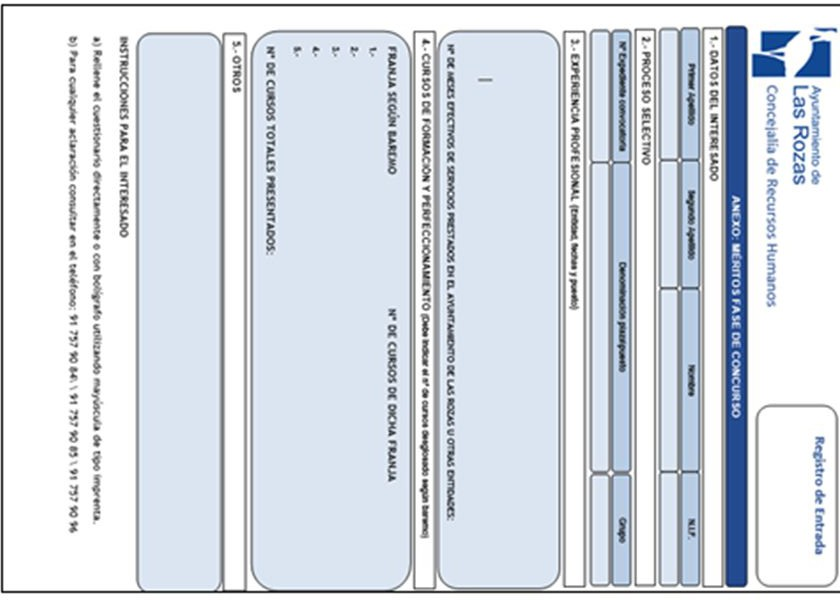 Ayuntamiento de
Las Rozas
Concejalía de Recursos Humanos
Registro de Entrada
ANEXO: MÉRITOS FASE DE CONCURSO
1.- DATOS DEL INTERESADO
Primer Apellido Segundo Apellido Nombre N.I.F.
2.- PROCESO SELECTIVO
Nº Expediente convocatoria Denominación plaza/puesto Grupo
3.- EXPERIENCIA PROFESIONAL (Entidad, fechas y puesto)
Nº DE MESES EFECTIVOS DE SERVICIOS PRESTADOS EN EL AYUNTAMIENTO DE LAS ROZAS U OTRAS ENTIDADES:
4.- CURSOS DE FORMACIÓN Y PERFECCIONAMIENTO (Debe indicar el nº de cursos desglosado según baremo)
FRANJA SEGÚN BAREMO Nº DE CURSOS DE DICHA FRANJA
1.-
2.-
3.-
4.-
5.-
Nº DE CURSOS TOTALES PRESENTADOS:
5.- OTROS
INSTRUCCIONES PARA EL INTERESADO
a) Rellene el cuestionario directamente o con bolígrafo utilizando mayúscula de tipo imprenta.
b) Para cualquier aclaración consultar en el teléfono: 91 757 90 84\ \ 91 757 90 85 \ 91 757 90 96